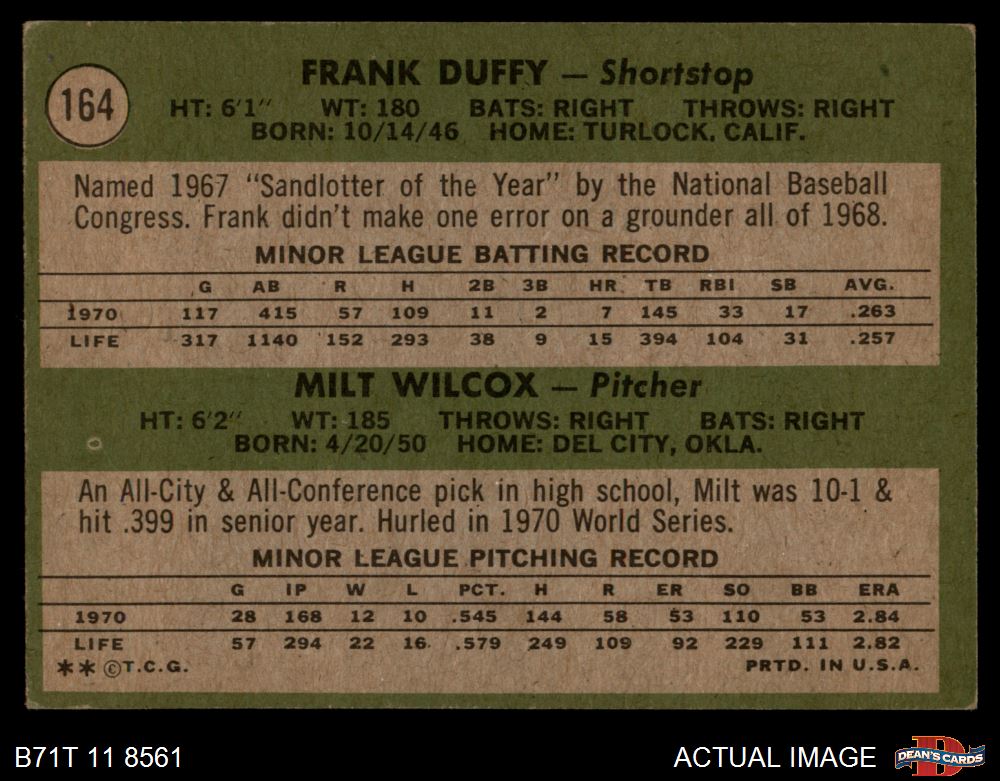 164
FRANK DUFFY — Shortstop
HT: 6'1" WT: 180 BATS: RIGHT THROWS: RIGHT
BORN: 10/14/46 HOME: TURLOCK, CALIF.
Named 1967 "Sandlotter of the Year" by the National Baseball
Congress. Frank didn't make one error on a grounder all of 1968.
MINOR LEAGUE BATTING RECORD
G AB R H 2B 3B HR TB RBI SB AVG.
1970 117 415 57 109 11 2 7 145 33 17 .263
LIFE 317 1140 152 293 38 9 15 394 104 31 .257
MILT WILCOX — Pitcher
HT: 6'2" WT: 185 THROWS: RIGHT BATS: RIGHT
BORN: 4/20/50 HOME: DEL CITY, OKLA.
An All-City & All-Conference pick in high school, Milt was 10-1 &
hit .399 in senior year. Hurled in 1970 World Series.
MINOR LEAGUE PITCHING RECORD
G IP W L PCT. H R ER SO BB ERA
1970 28 168 12 10 .545 144 58 53 110 53 2.84
LIFE 57 294 22 16 .579 249 109 92 229 111 2.82
** ©T.C.G. PRTD. IN U.S.A.
B71T 11 8561 ACTUAL IMAGE
D
DEAN'S CARDS